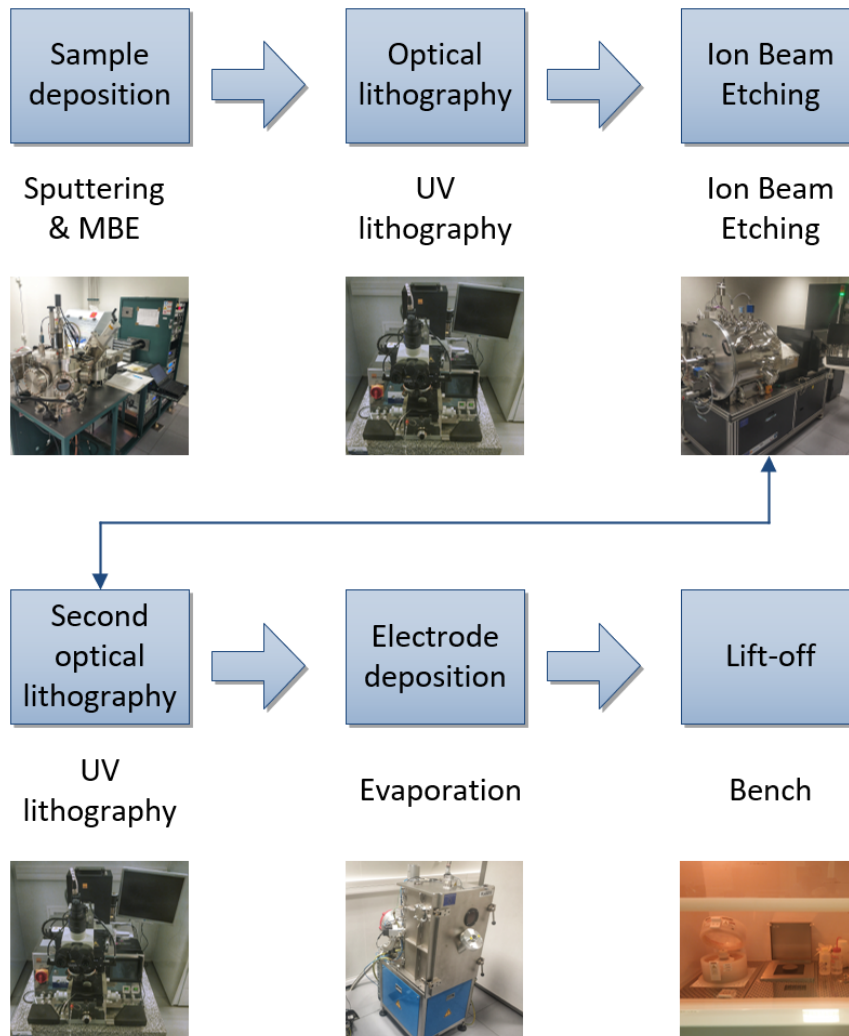 Sample
deposition
Optical
lithography
Ion Beam
Etching
Sputtering
& MBE
UV
lithography
Ion Beam
Etching
Second
optical
lithography
Electrode
deposition
Lift-off
UV
lithography
Evaporation
Bench